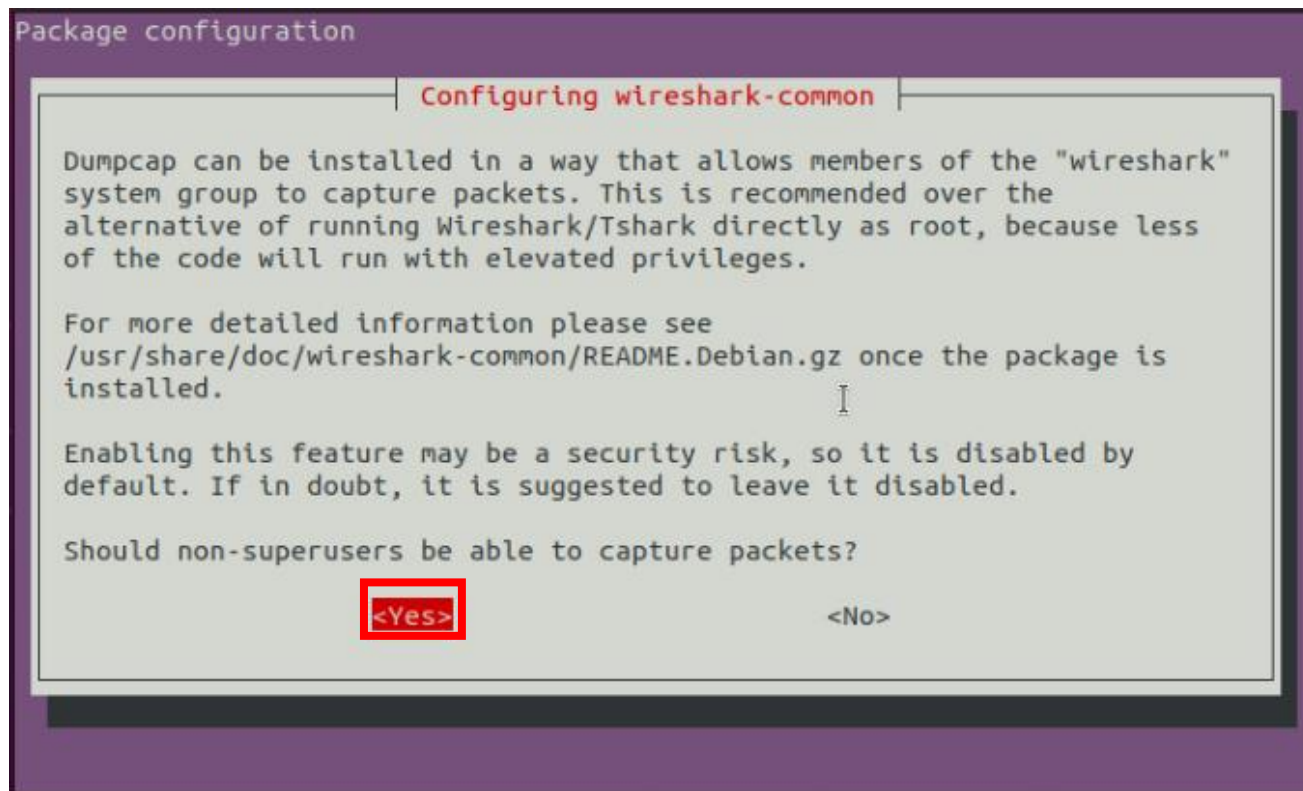 Package configuration
Configuring wireshark-common
Dumpcap can be installed in a way that allows members of the "wireshark"
system group to capture packets. This is recommended over the
alternative of running Wireshark/Tshark directly as root, because less
of the code will run with elevated privileges.
For more detailed information please see
/usr/share/doc/wireshark-common/README.Debian.gz once the package is
installed.
Enabling this feature may be a security risk, so it is disabled by
default. If in doubt, it is suggested to leave it disabled.
Should non-superusers be able to capture packets?
<Yes> <No>